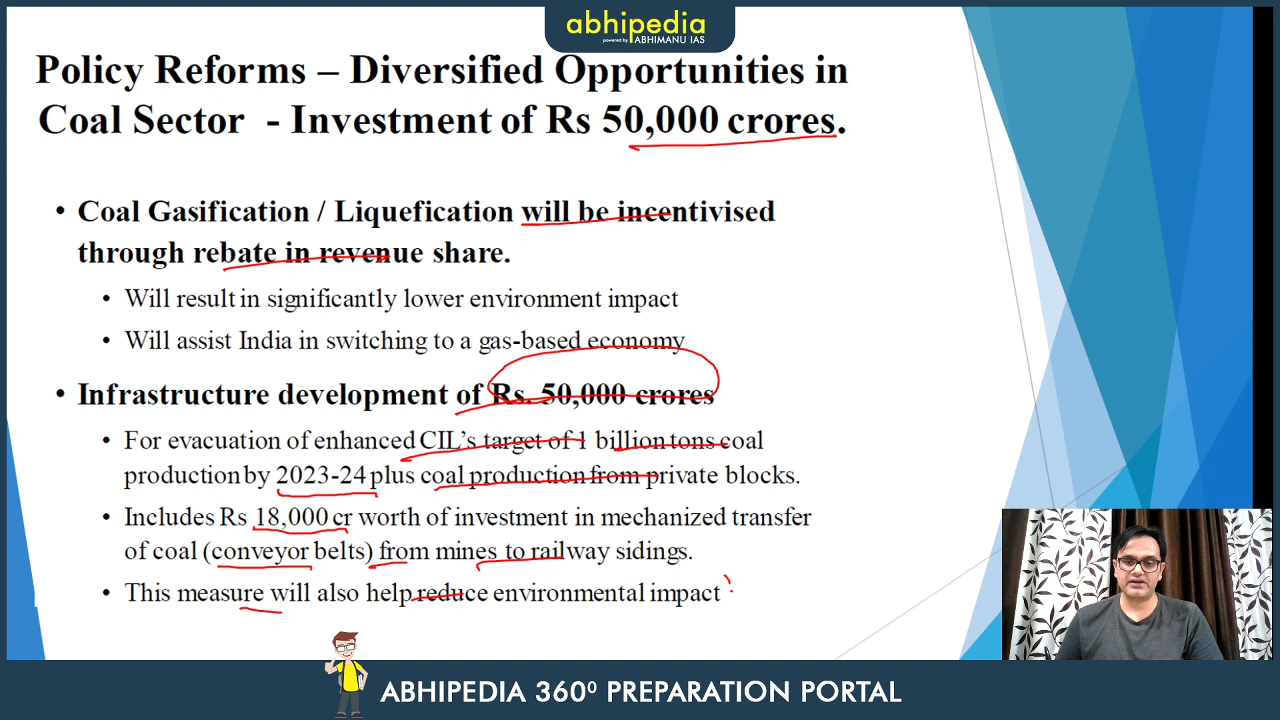 abhipedia
powered by ABHIMANU IAS
Policy Reforms – Diversified Opportunities in
Coal Sector - Investment of Rs 50,000 crores.
• Coal Gasification / Liquefication will be incentivised
through rebate in revenue share.
• Will result in significantly lower environment impact
• Will assist India in switching to a gas-based economy
• Infrastructure development of Rs. 50,000 crores
• For evacuation of enhanced CIL's target of 1 billion tons coal
production by 2023-24 plus coal production from private blocks.
• Includes Rs 18,000 cr worth of investment in mechanized transfer
of coal (conveyor belts) from mines to railway sidings.
• This measure will also help reduce environmental impact
ABHIPEDIA 360⁰ PREPARATION PORTAL